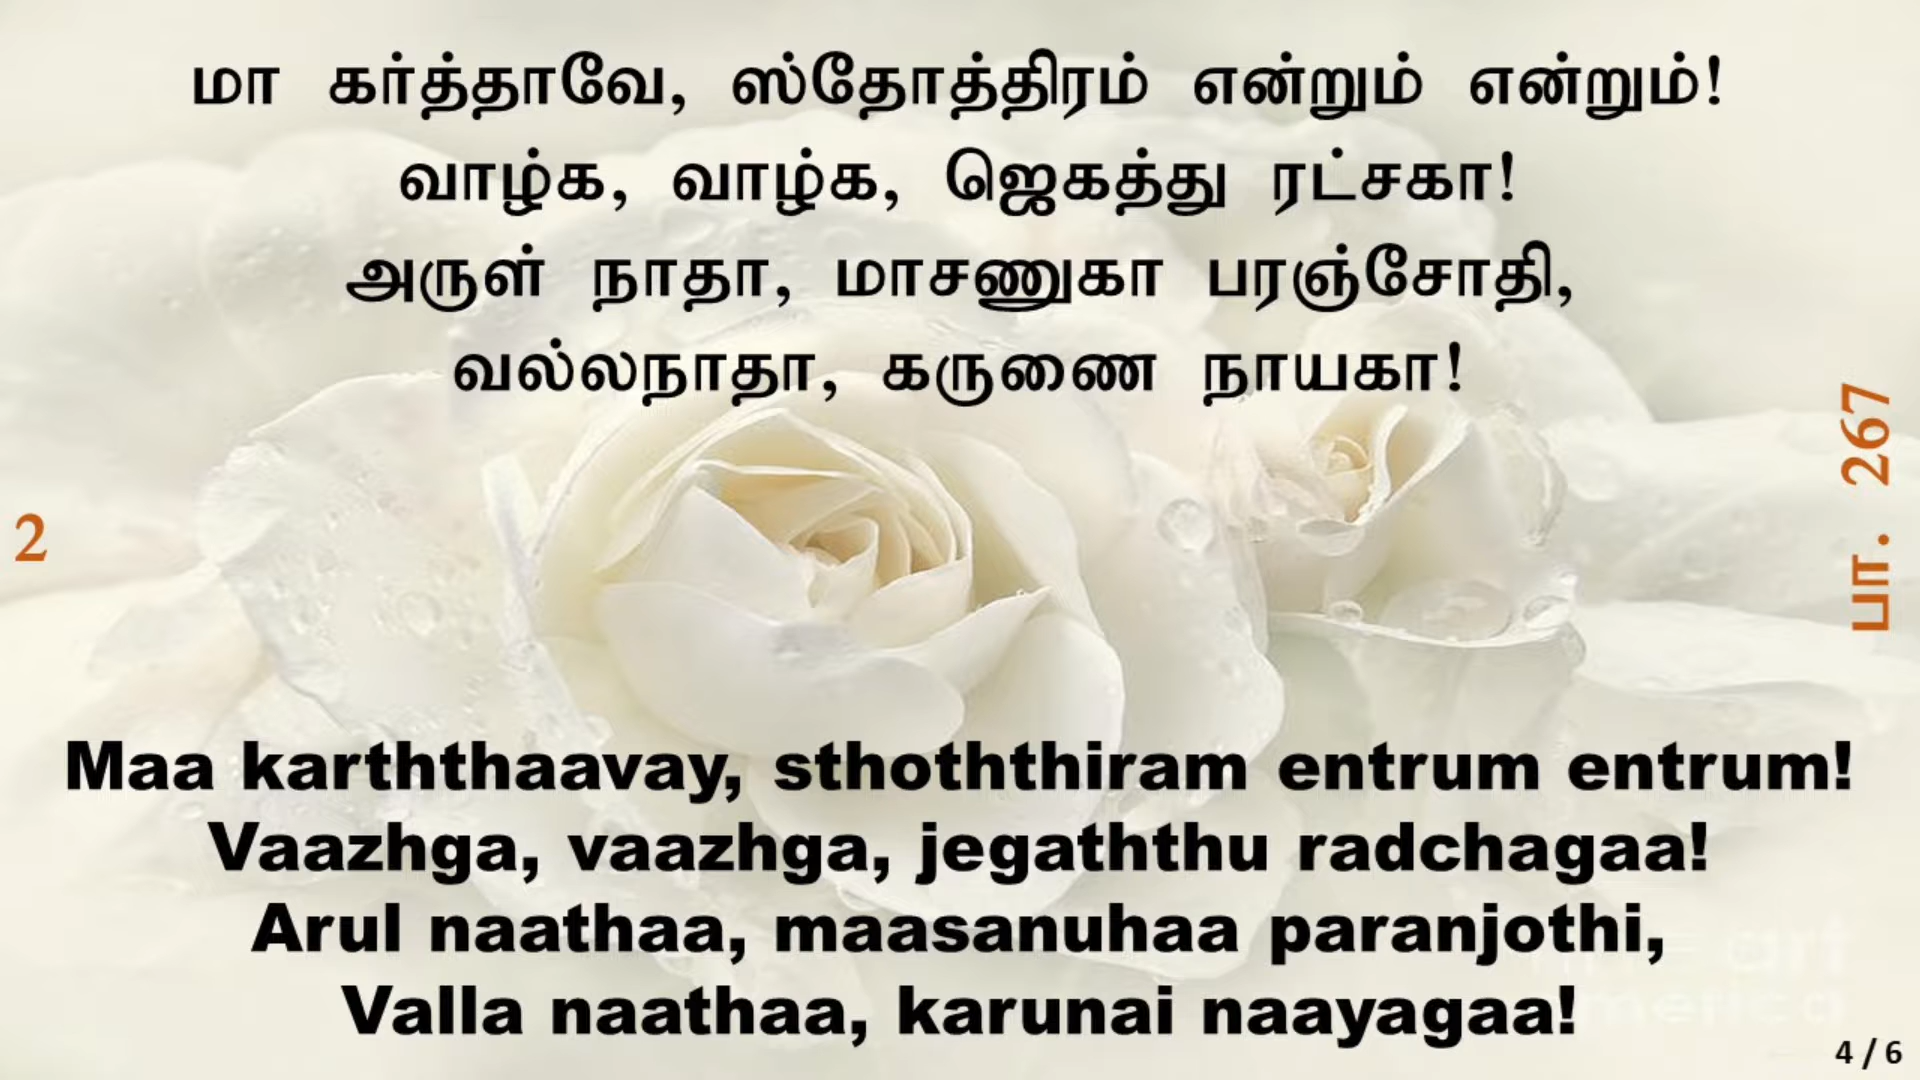 மா கர்த்தாவே, ஸ்தோத்திரம் என்றும் என்றும்!
வாழ்க, வாழ்க, ஜெகத்து ரட்சகா!
அருள் நாதா, மாசணுகா பரஞ்சோதி,
வல்லநாதா, கருணை நாயகா!
பா. 267
2
Maa karththaavay, sthoththiram entrum entrum!
Vaazhga, vaazhga, jegaththu radchagaa!
Arul naathaa, maasanuhaa paranjothi,
Valla naathaa, karunai naayagaa!
4 / 6